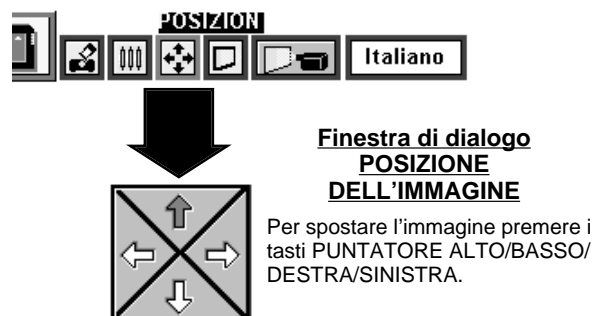 POSIZION
Italiano
Finestra di dialogo
POSIZIONE
DELL’IMMAGINE
Per spostare l’immagine premere i
tasti PUNTATORE ALTO/BASSO/
DESTRA/SINISTRA.